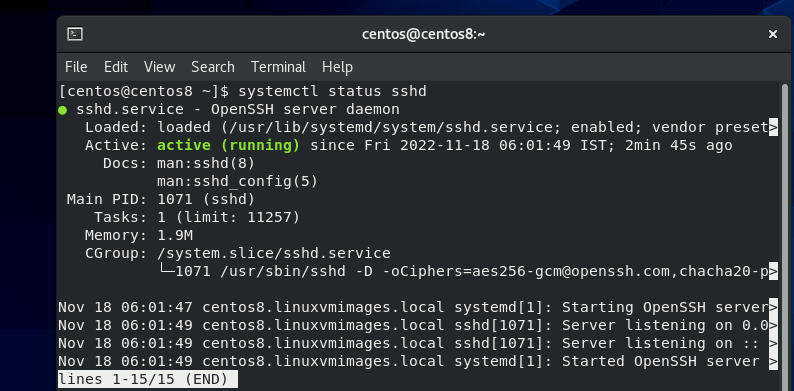 centos@centos8:~
File Edit View Search Terminal Help
[centos@centos8 ~]$ systemctl status sshd
● sshd.service - OpenSSH server daemon
   Loaded: loaded (/usr/lib/systemd/system/sshd.service; enabled; vendor preset>
   Active: active (running) since Fri 2022-11-18 06:01:49 IST; 2min 45s ago
     Docs: man:sshd(8)
           man:sshd_config(5)
 Main PID: 1071 (sshd)
    Tasks: 1 (limit: 11257)
   Memory: 1.9M
   CGroup: /system.slice/sshd.service
           └─1071 /usr/sbin/sshd -D -oCiphers=aes256-gcm@openssh.com,chacha20-p>
Nov 18 06:01:47 centos8.linuxvmimages.local systemd[1]: Starting OpenSSH server>
Nov 18 06:01:49 centos8.linuxvmimages.local sshd[1071]: Server listening on 0.0>
Nov 18 06:01:49 centos8.linuxvmimages.local sshd[1071]: Server listening on :: >
Nov 18 06:01:49 centos8.linuxvmimages.local systemd[1]: Started OpenSSH server >
lines 1-15/15 (END)